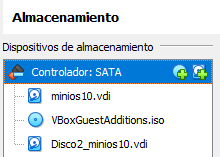 Almacenamiento
Dispositivos de almacenamiento
Controlador: SATA
minios10.vdi
VBoxGuestAdditions.iso
Disco2_minios10.vdi